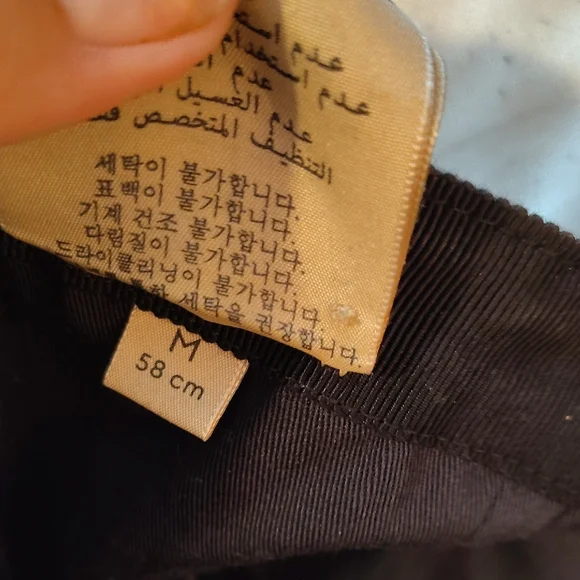 عدم
عدم استخدام
عدم
عدم الغسيل
التنظيف المتخصص فقط
세탁이 불가합니다.
표백이 불가합니다.
기계 건조 불가합니다.
다림질이 불가합니다.
드라이클리닝이 불가합니다.
세탁을 권장합니다.
M
58 cm